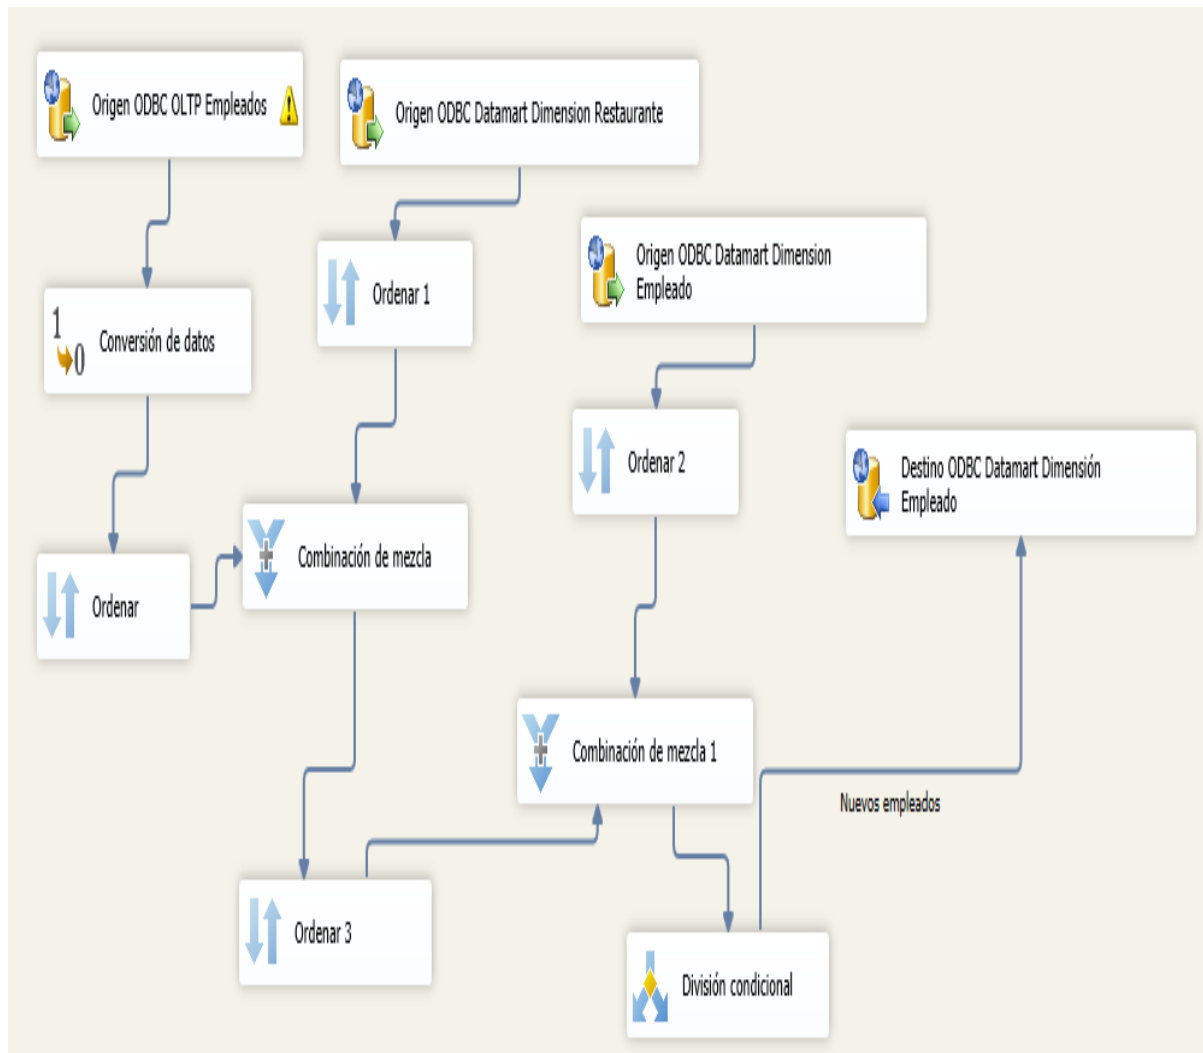 Origen ODBC OLTP Empleados
Origen ODBC Datamart Dimension Restaurante
Origen ODBC Datamart Dimension
Empleado
Ordenar 1
1
0
Conversión de datos
Ordenar 2
Destino ODBC Datamart Dimensión
Empleado
Combinación de mezcla
Ordenar
Combinación de mezcla 1
Nuevos empleados
Ordenar 3
División condicional